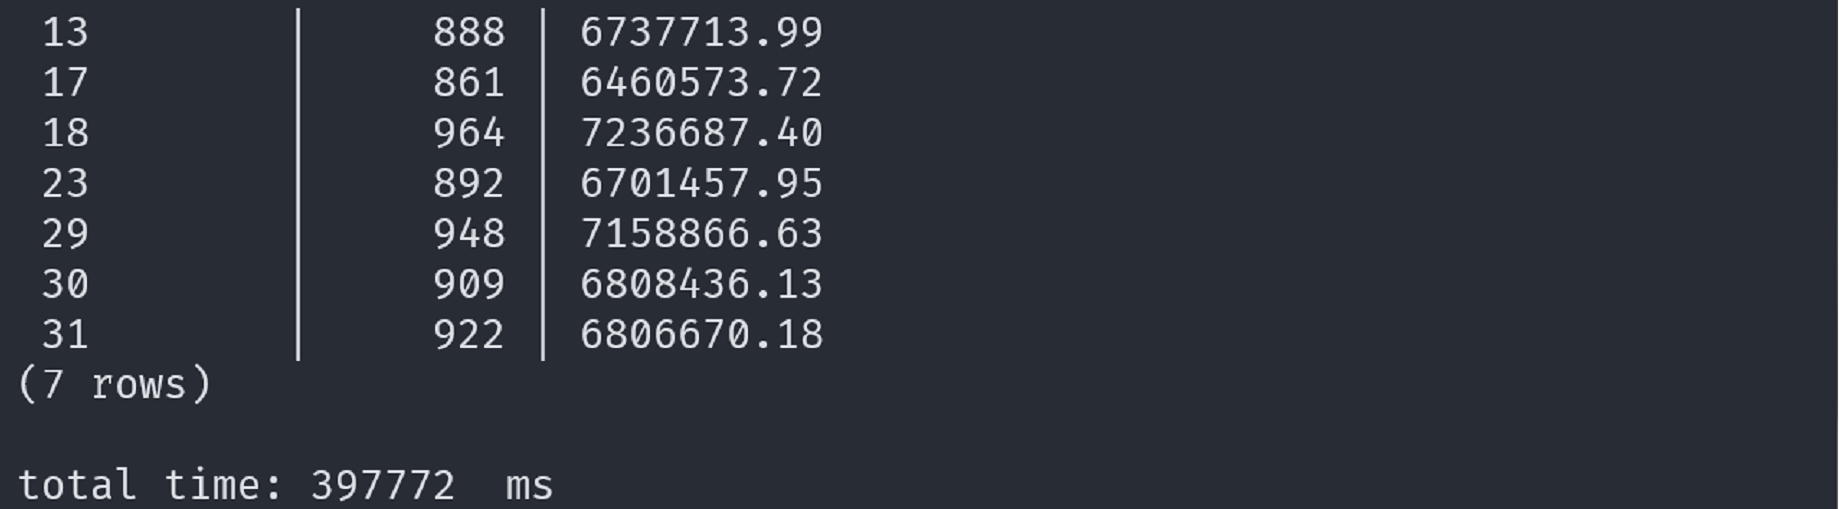 13 | 888 | 6737713.99
17 | 861 | 6460573.72
18 | 964 | 7236687.40
23 | 892 | 6701457.95
29 | 948 | 7158866.63
30 | 909 | 6808436.13
31 | 922 | 6806670.18
(7 rows)
total time: 397772  ms